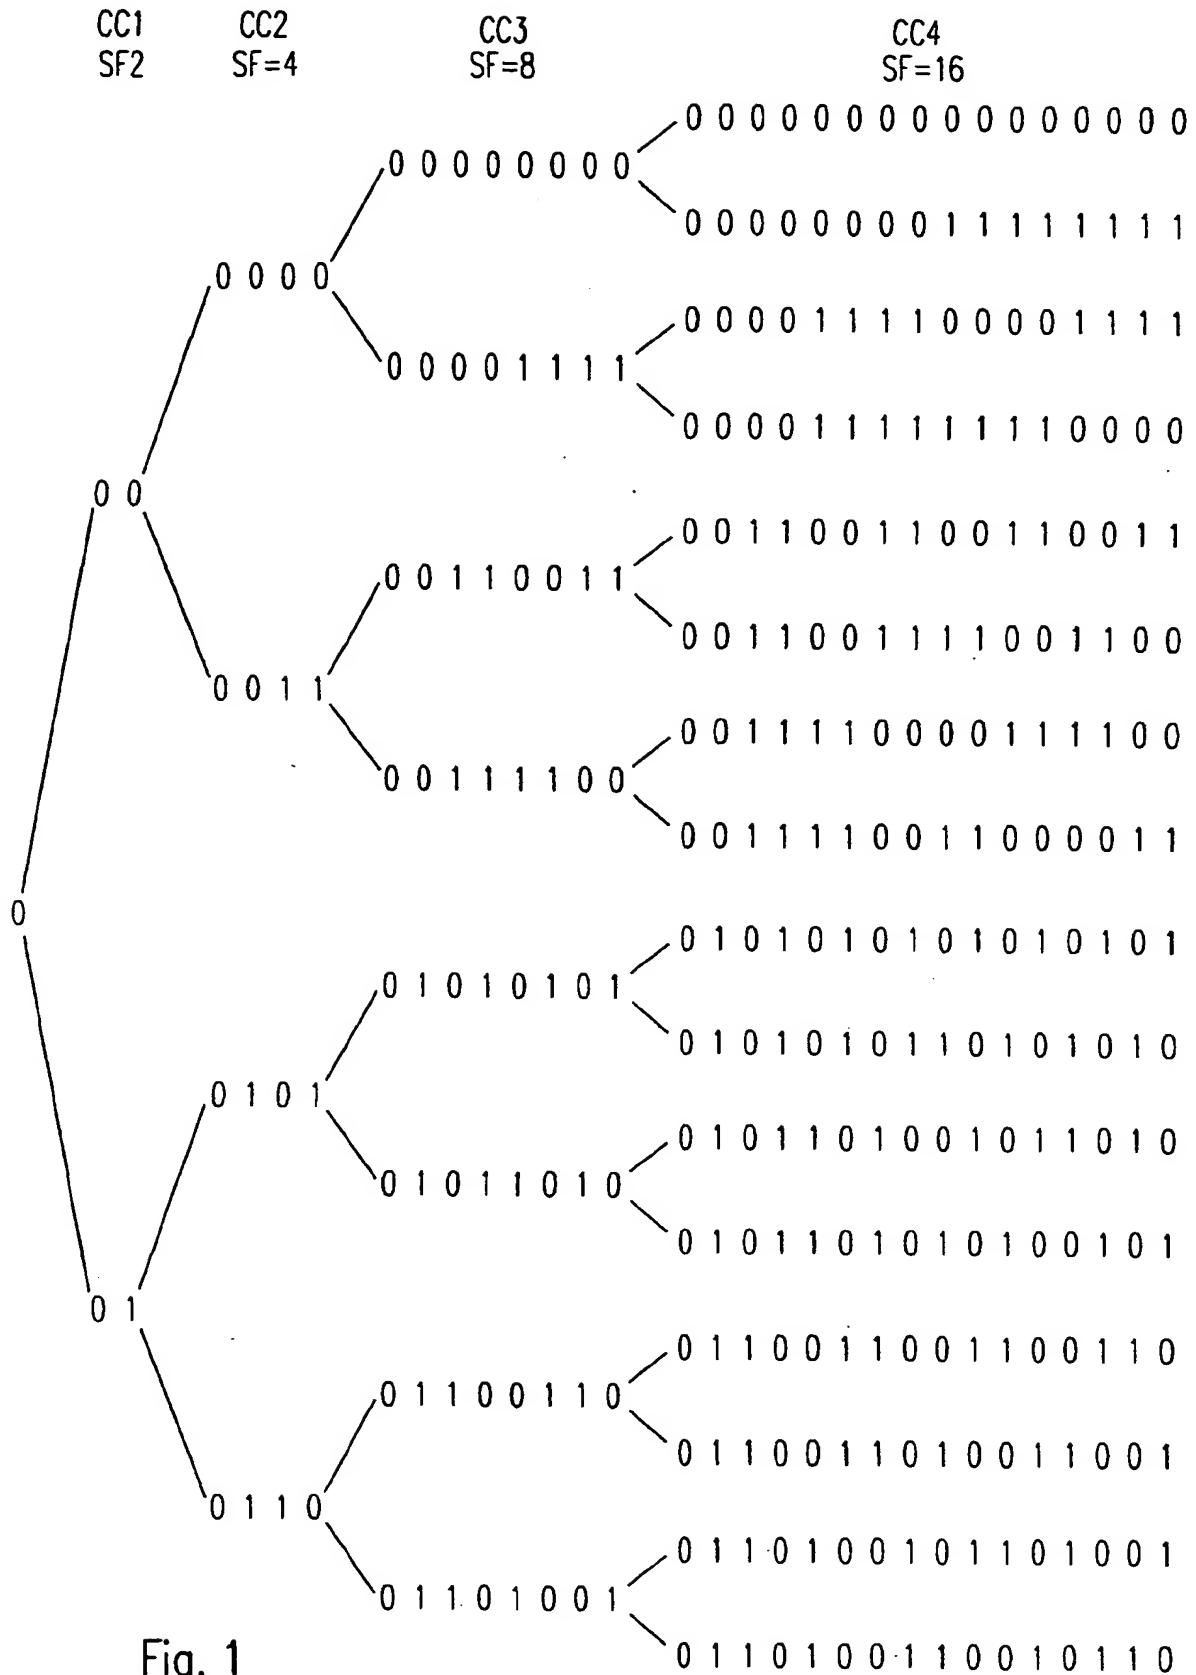 CC1 CC2 CC3 CC4
SF2 SF=4 SF=8 SF=16
0 0 0 0 0 0 0 0 0 0 0 0 0 0 0 0
0 0 0 0 0 0 0 0
0 0 0 0 0 0 0 0 1 1 1 1 1 1 1 1
0 0 0 0
0 0 0 0 1 1 1 1 0 0 0 0 1 1 1 1
0 0 0 0 1 1 1 1
0 0 0 0 1 1 1 1 1 1 1 1 0 0 0 0
0 0
0 0 1 1 0 0 1 1 0 0 1 1 0 0 1 1
0 0 1 1 0 0 1 1
0 0 1 1 0 0 1 1 1 1 0 0 1 1 0 0
0 0 1 1
0 0 1 1 1 1 0 0 0 0 1 1 1 1 0 0
0 0 1 1 1 1 0 0
0 0 1 1 1 1 0 0 1 1 0 0 0 0 1 1
0
0 1 0 1 0 1 0 1 0 1 0 1 0 1 0 1
0 1 0 1 0 1 0 1
0 1 0 1 0 1 0 1 1 0 1 0 1 0 1 0
0 1 0 1
0 1 0 1 1 0 1 0 0 1 0 1 1 0 1 0
0 1 0 1 1 0 1 0
0 1 0 1 1 0 1 0 1 0 1 0 0 1 0 1
0 1
0 1 1 0 0 1 1 0 0 1 1 0 0 1 1 0
0 1 1 0 0 1 1 0
0 1 1 0 0 1 1 0 1 0 0 1 1 0 0 1
0 1 1 0
0 1 1 0 1 0 0 1 0 1 1 0 1 0 0 1
0 1 1 0 1 0 0 1
0 1 1 0 1 0 0 1 1 0 0 1 0 1 1 0
Fig. 1